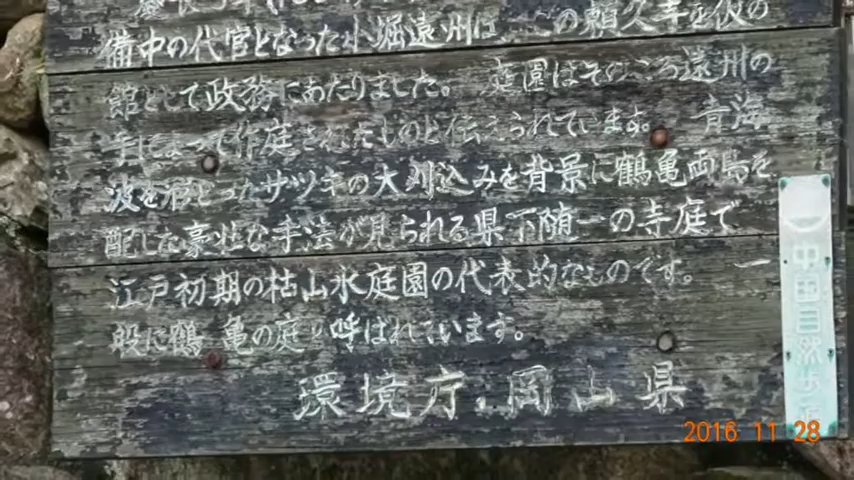 備中の代官となった小堀遠州は、この頼久寺を仮の
館として政務にあたりました。庭園はそのころ遠州の
手によって作庭されたものと伝えられています。青海
波を形どったサツキの大刈込みを背景に鶴亀両島を
配した豪壮な手法が見られる県下随一の寺庭で
江戸初期の枯山水庭園の代表的なものです。一
般に鶴亀の庭と呼ばれています。
環境庁・岡山県
中国自然歩道
2016 11 28